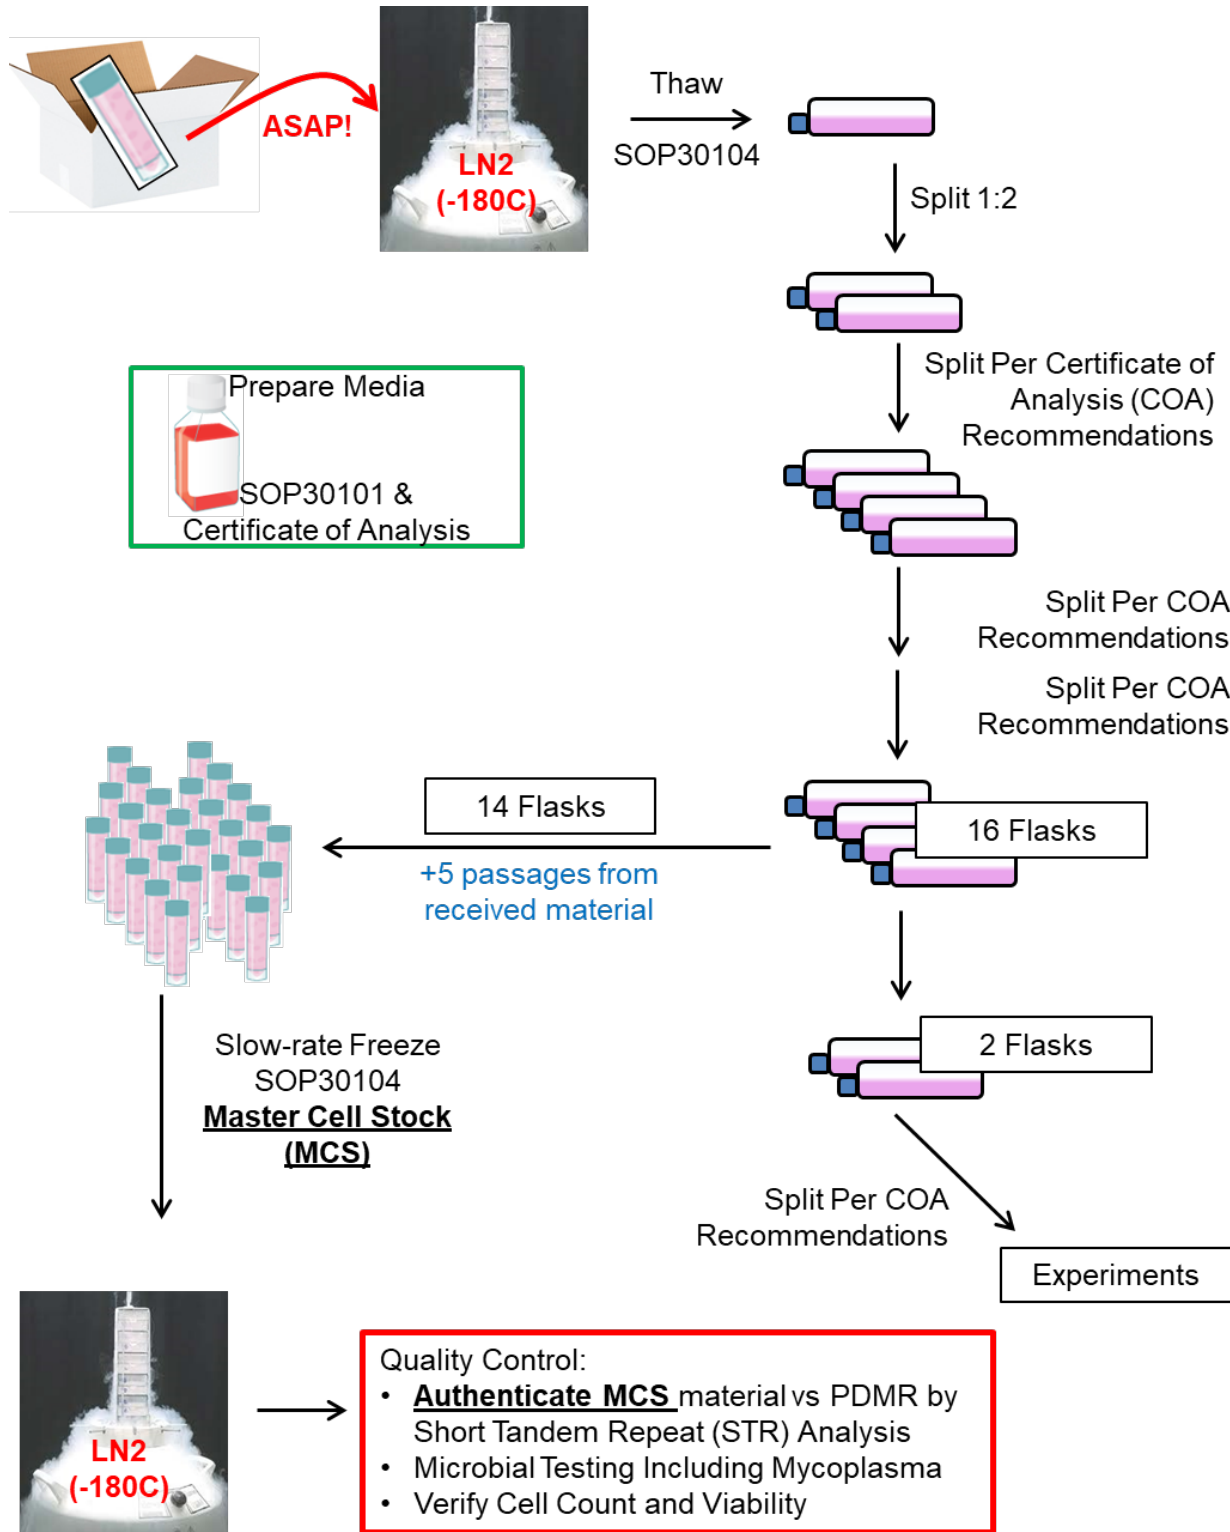 ASAP!
LN2
(-180C)
Thaw
SOP30104
Split 1:2
Split Per Certificate of
Analysis (COA)
Recommendations
Prepare Media
SOP30101 &
Certificate of Analysis
Split Per COA
Recommendations
Split Per COA
Recommendations
16 Flasks
14 Flasks
+5 passages from
received material
2 Flasks
Slow-rate Freeze
SOP30104
Master Cell Stock
(MCS)
Split Per COA
Recommendations
Experiments
LN2
(-180C)
Quality Control:
• Authenticate MCS material vs PDMR by
Short Tandem Repeat (STR) Analysis
• Microbial Testing Including Mycoplasma
• Verify Cell Count and Viability